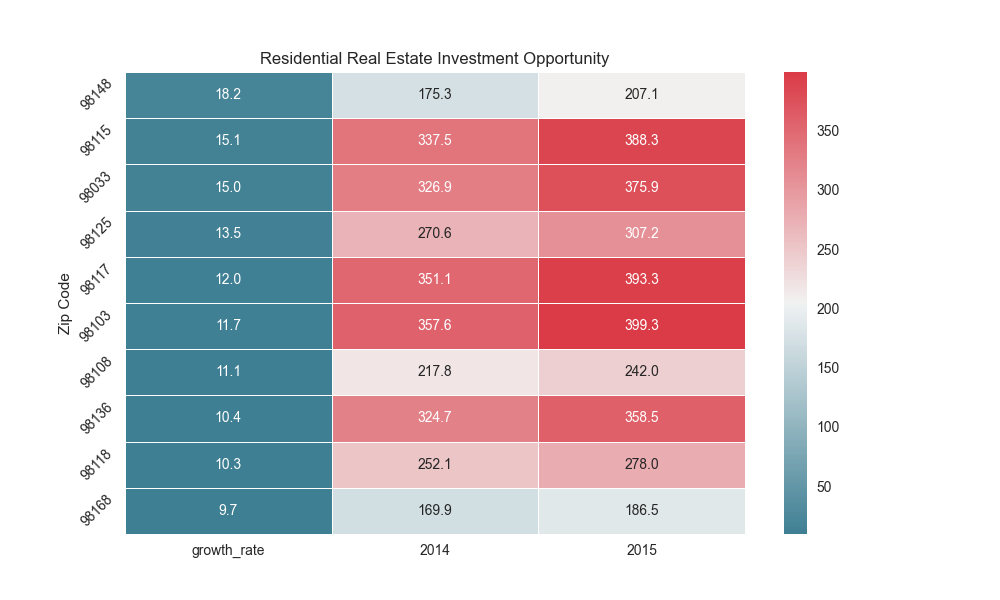 Residential Real Estate Investment Opportunity
Zip Code
98148 18.2 175.3 207.1
98115 15.1 337.5 388.3
98033 15.0 326.9 375.9
98125 13.5 270.6 307.2
98117 12.0 351.1 393.3
98103 11.7 357.6 399.3
98108 11.1 217.8 242.0
98136 10.4 324.7 358.5
98118 10.3 252.1 278.0
98168 9.7 169.9 186.5
growth_rate 2014 2015
350
300
250
200
150
100
50